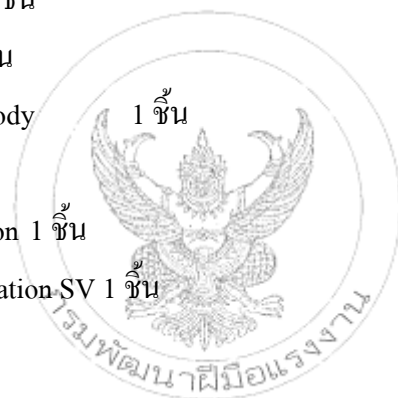 ชิ้น
น
ody 1 ชิ้น
on 1 ชิ้น
ation SV 1 ชิ้น
กรมพัฒนาฝีมือแรงงาน